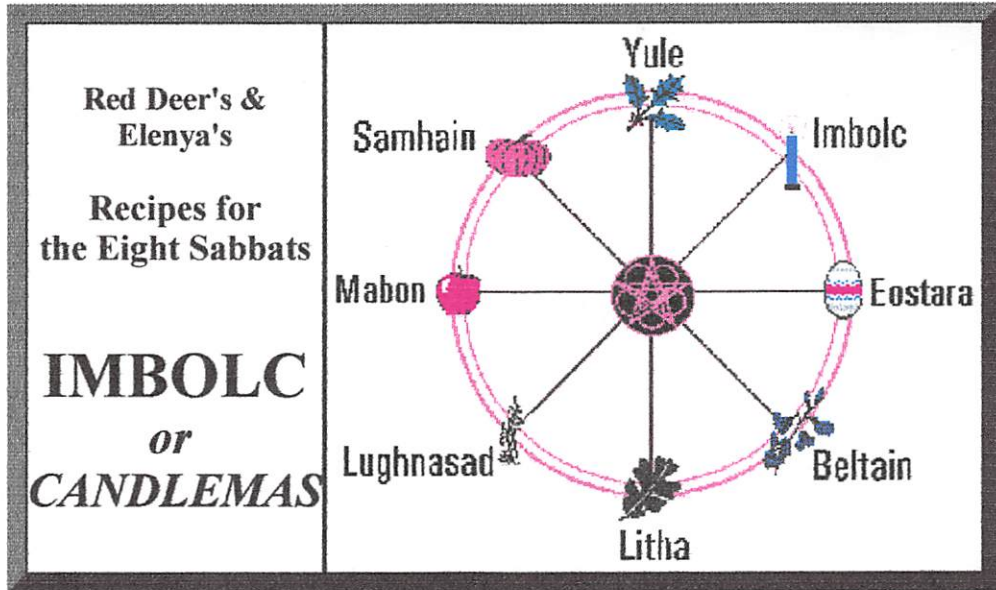 Red Deer's &
Elenya's
Recipes for
the Eight Sabbats
IMBOLC
or
CANDLEMAS
Yule
Imbolc
Eostara
Beltain
Litha
Lughnasad
Mabon
Samhain